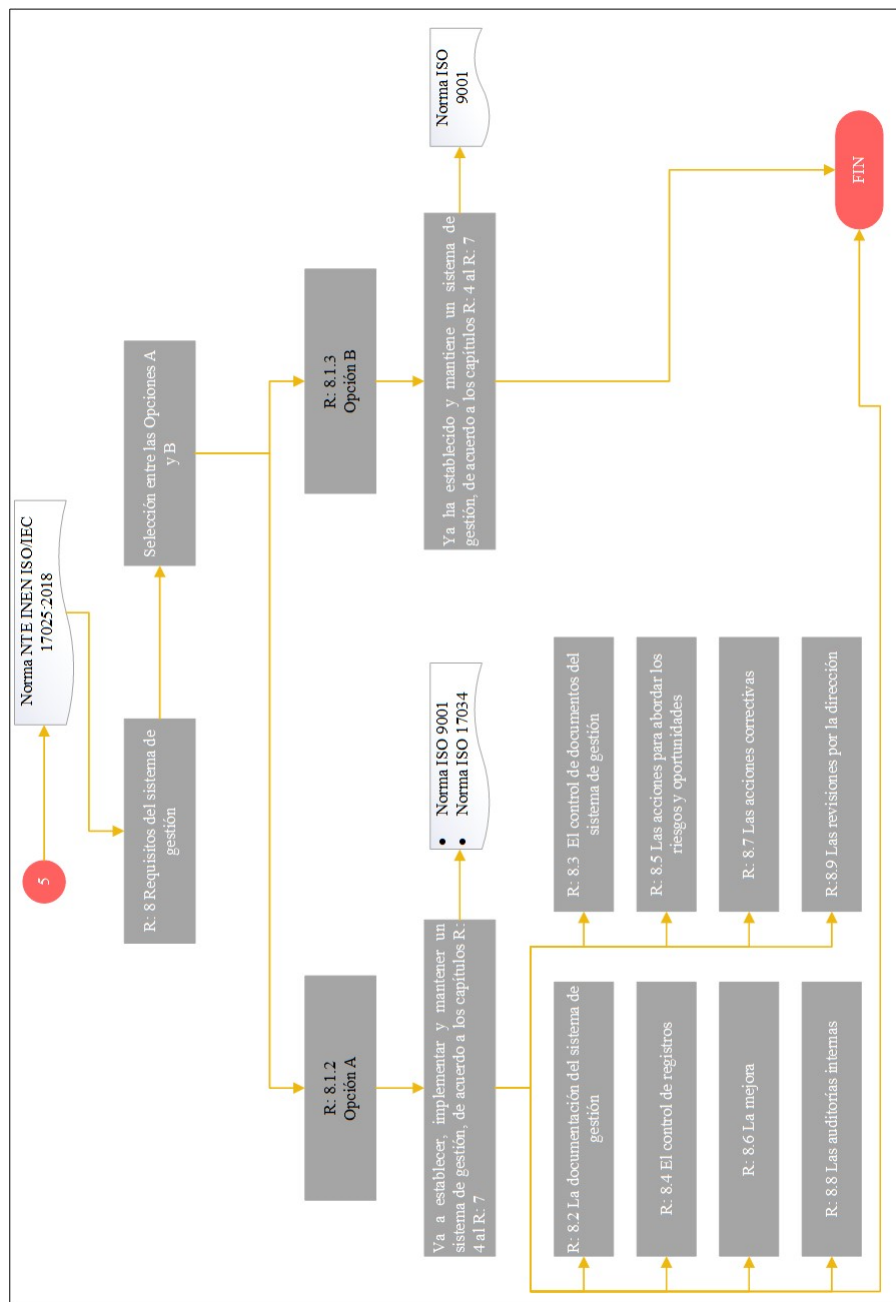 5
Norma NTE INEN ISO/IEC
17025:2018
R: 8 Requisitos del sistema de
gestión
Selección entre las Opciones A
y B
R: 8.1.2
Opción A
R: 8.1.3
Opción B
Va a establecer, implementar y mantener un
sistema de gestión, de acuerdo a los capítulos R:
4 al R: 7
• Norma ISO 9001
• Norma ISO 17034
Ya ha establecido y mantiene un sistema de
gestión, de acuerdo a los capítulos R: 4 al R: 7
Norma ISO
9001
R: 8.2 La documentación del sistema de
gestión
R: 8.3 El control de documentos del
sistema de gestión
R: 8.4 El control de registros
R: 8.5 Las acciones para abordar los
riesgos y oportunidades
R: 8.6 La mejora
R: 8.7 Las acciones correctivas
R: 8.8 Las auditorías internas
R:8.9 Las revisiones por la dirección
FIN